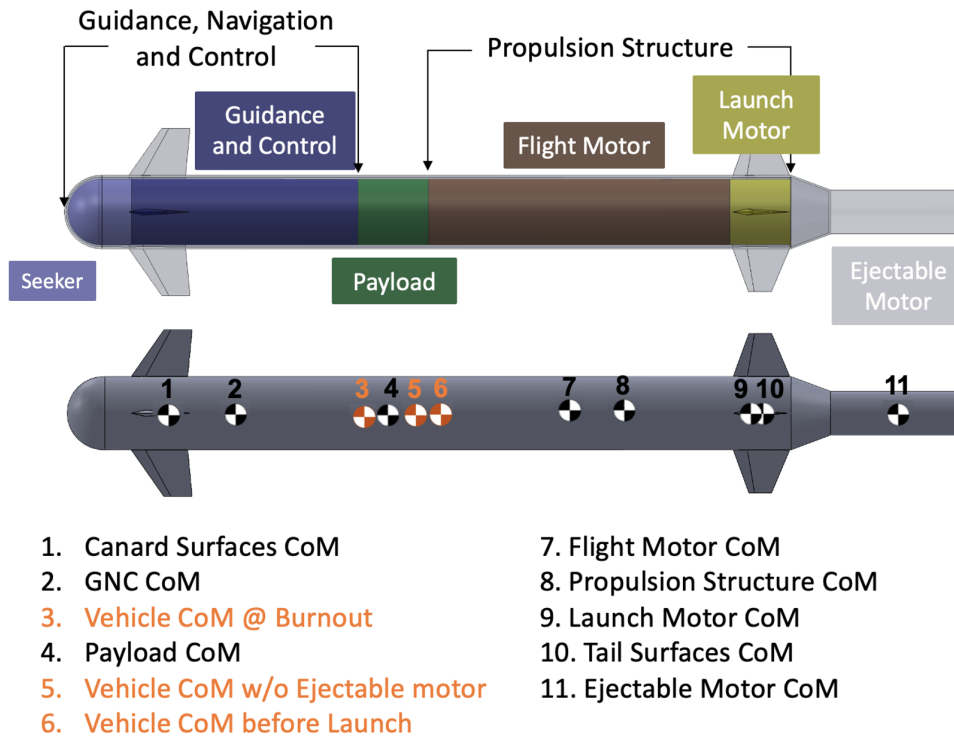 Guidance, Navigation
and Control
Propulsion Structure
Guidance
and Control
Flight Motor
Launch
Motor
Seeker
Payload
Ejectable
Motor
1 2 3 4 5 6 7 8 9 10 11
1. Canard Surfaces CoM
2. GNC CoM
3. Vehicle CoM @ Burnout
4. Payload CoM
5. Vehicle CoM w/o Ejectable motor
6. Vehicle CoM before Launch
7. Flight Motor CoM
8. Propulsion Structure CoM
9. Launch Motor CoM
10. Tail Surfaces CoM
11. Ejectable Motor CoM